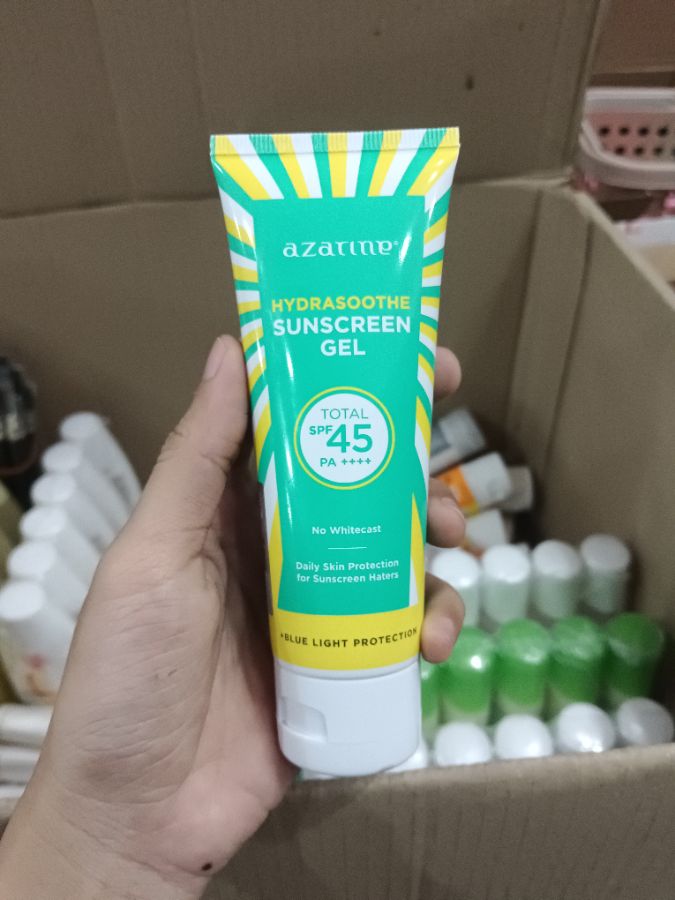 azarine®
HYDRASOOTHE
SUNSCREEN
GEL
TOTAL
SPF 45
PA ++++
No Whitecast
Daily Skin Protection
for Sunscreen Haters
+BLUE LIGHT PROTECTION